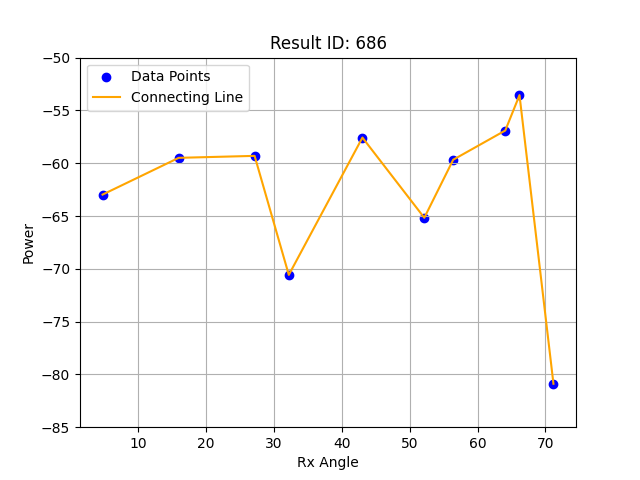 Result ID: 686
Data Points
Connecting Line
−50
−55
−60
−65
−70
−75
−80
−85
Power
10 20 30 40 50 60 70
Rx Angle